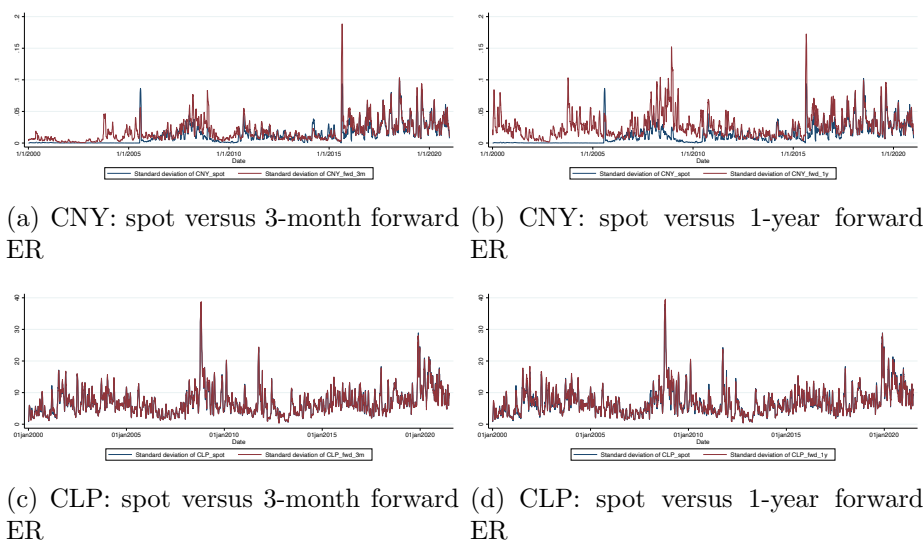 0 .05 .1 .15 .2
1/1/2000 1/1/2005 1/1/2010 1/1/2015 1/1/2020
Date
Standard deviation of CNY_spot Standard deviation of CNY_fwd_3m
0 .05 .1 .15 .2
1/1/2000 1/1/2005 1/1/2010 1/1/2015 1/1/2020
Date
Standard deviation of CNY_spot Standard deviation of CNY_fwd_1y
(a) CNY: spot versus 3-month forward
ER
(b) CNY: spot versus 1-year forward
ER
0 10 20 30 40
01jan2000 01jan2005 01jan2010 01jan2015 01jan2020
Date
Standard deviation of CLP_spot Standard deviation of CLP_fwd_3m
0 10 20 30 40
01jan2000 01jan2005 01jan2010 01jan2015 01jan2020
Date
Standard deviation of CLP_spot Standard deviation of CLP_fwd_1y
(c) CLP: spot versus 3-month forward
ER
(d) CLP: spot versus 1-year forward
ER